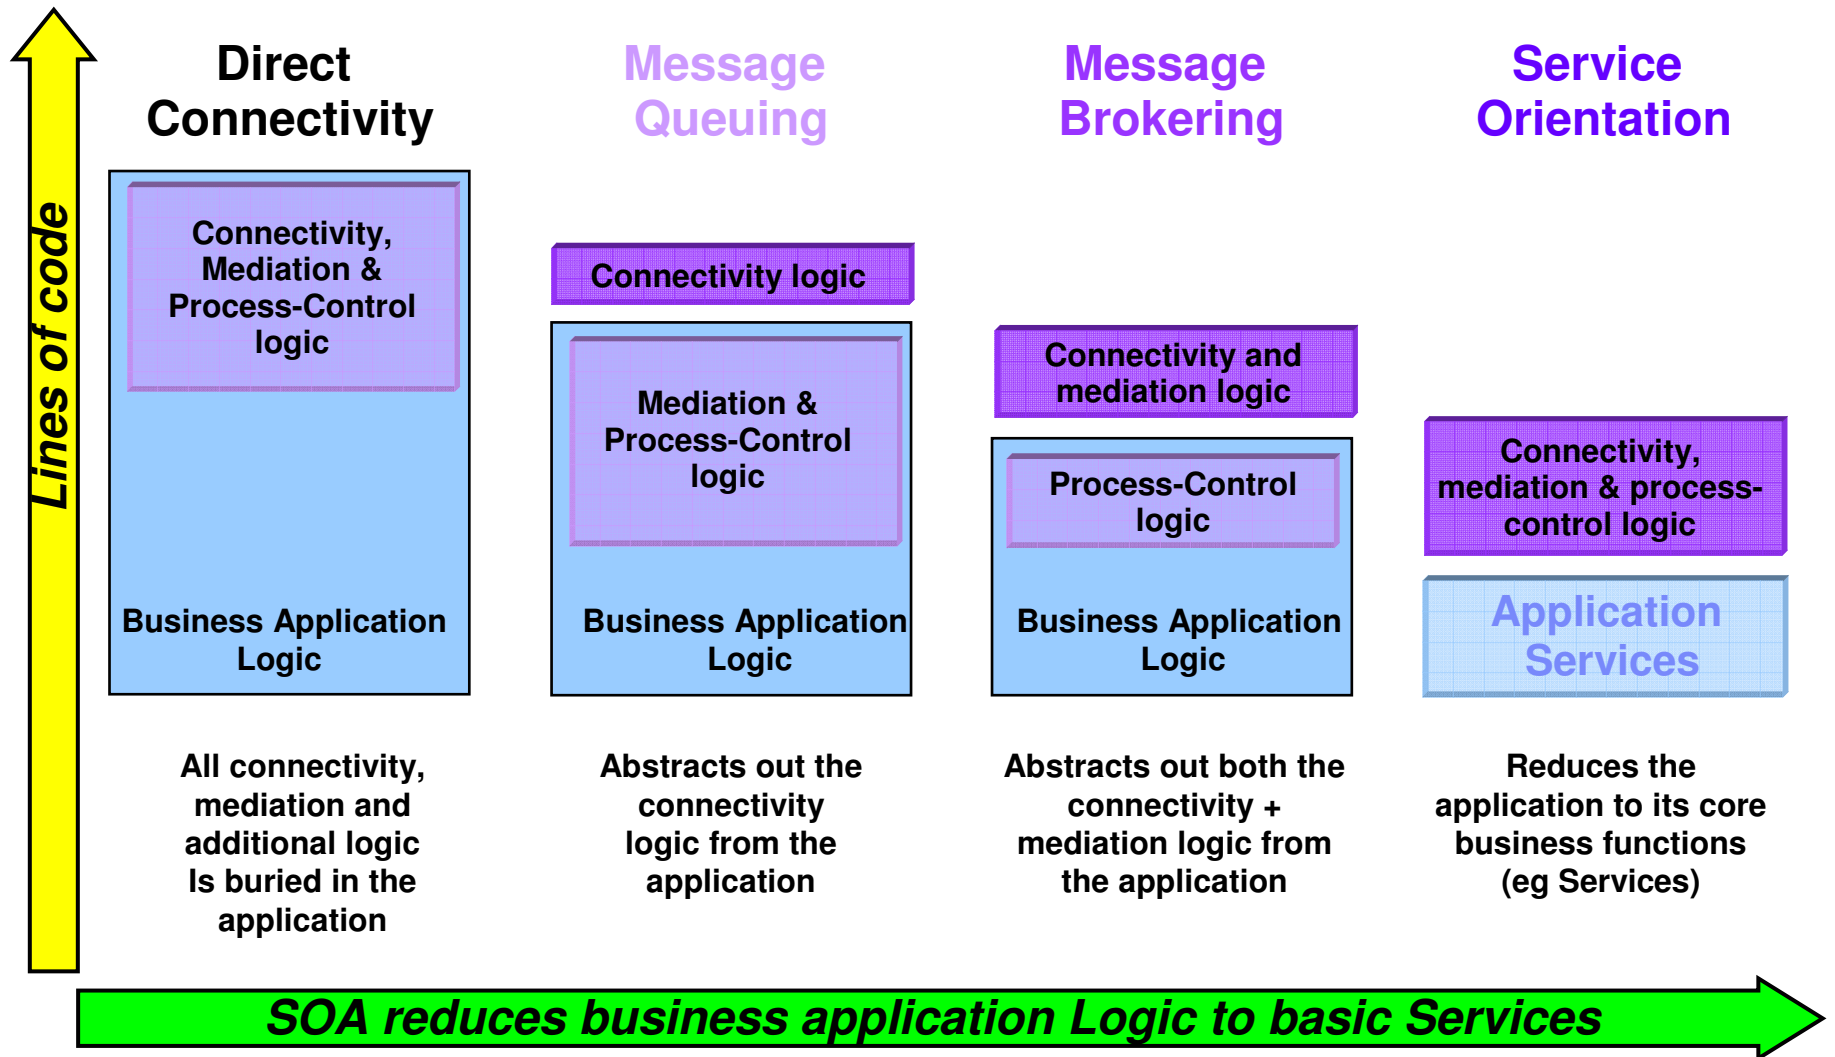 Lines of code
Direct
Connectivity
Connectivity,
Mediation &
Process-Control
logic
Business Application
Logic
All connectivity,
mediation and
additional logic
Is buried in the
application
Message
Queuing
Connectivity logic
Mediation &
Process-Control
logic
Business Application
Logic
Abstracts out the
connectivity
logic from the
application
Message
Brokering
Connectivity and
mediation logic
Process-Control
logic
Business Application
Logic
Abstracts out both the
connectivity +
mediation logic from
the application
Service
Orientation
Connectivity,
mediation & process-
control logic
Application
Services
Reduces the
application to its core
business functions
(eg Services)
SOA reduces business application Logic to basic Services